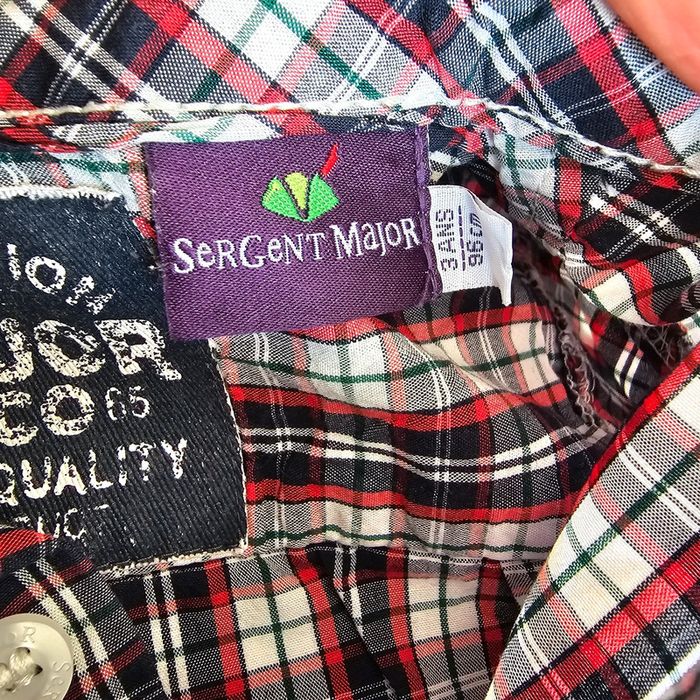 SerGent Major
3 ANS
96 cm
JOR
CO 65
QUALITY